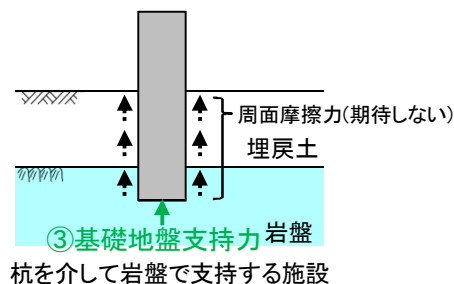 周面摩擦力(期待しない)
埋戻土
③基礎地盤支持力
岩盤
杭を介して岩盤で支持する施設